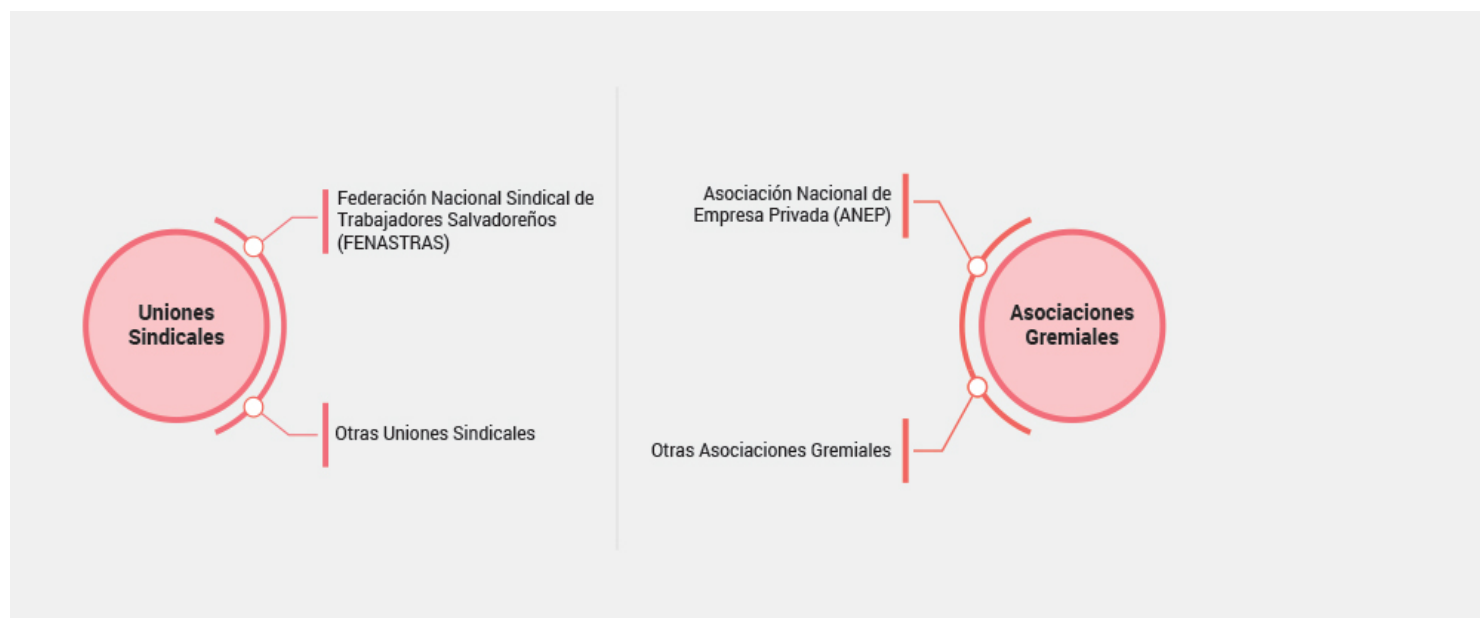 Uniones
Sindicales
Federación Nacional Sindical de
Trabajadores Salvadoreños
(FENASTRAS)
Otras Uniones Sindicales
Asociación Nacional de
Empresa Privada (ANEP)
Otras Asociaciones Gremiales
Asociaciones
Gremiales